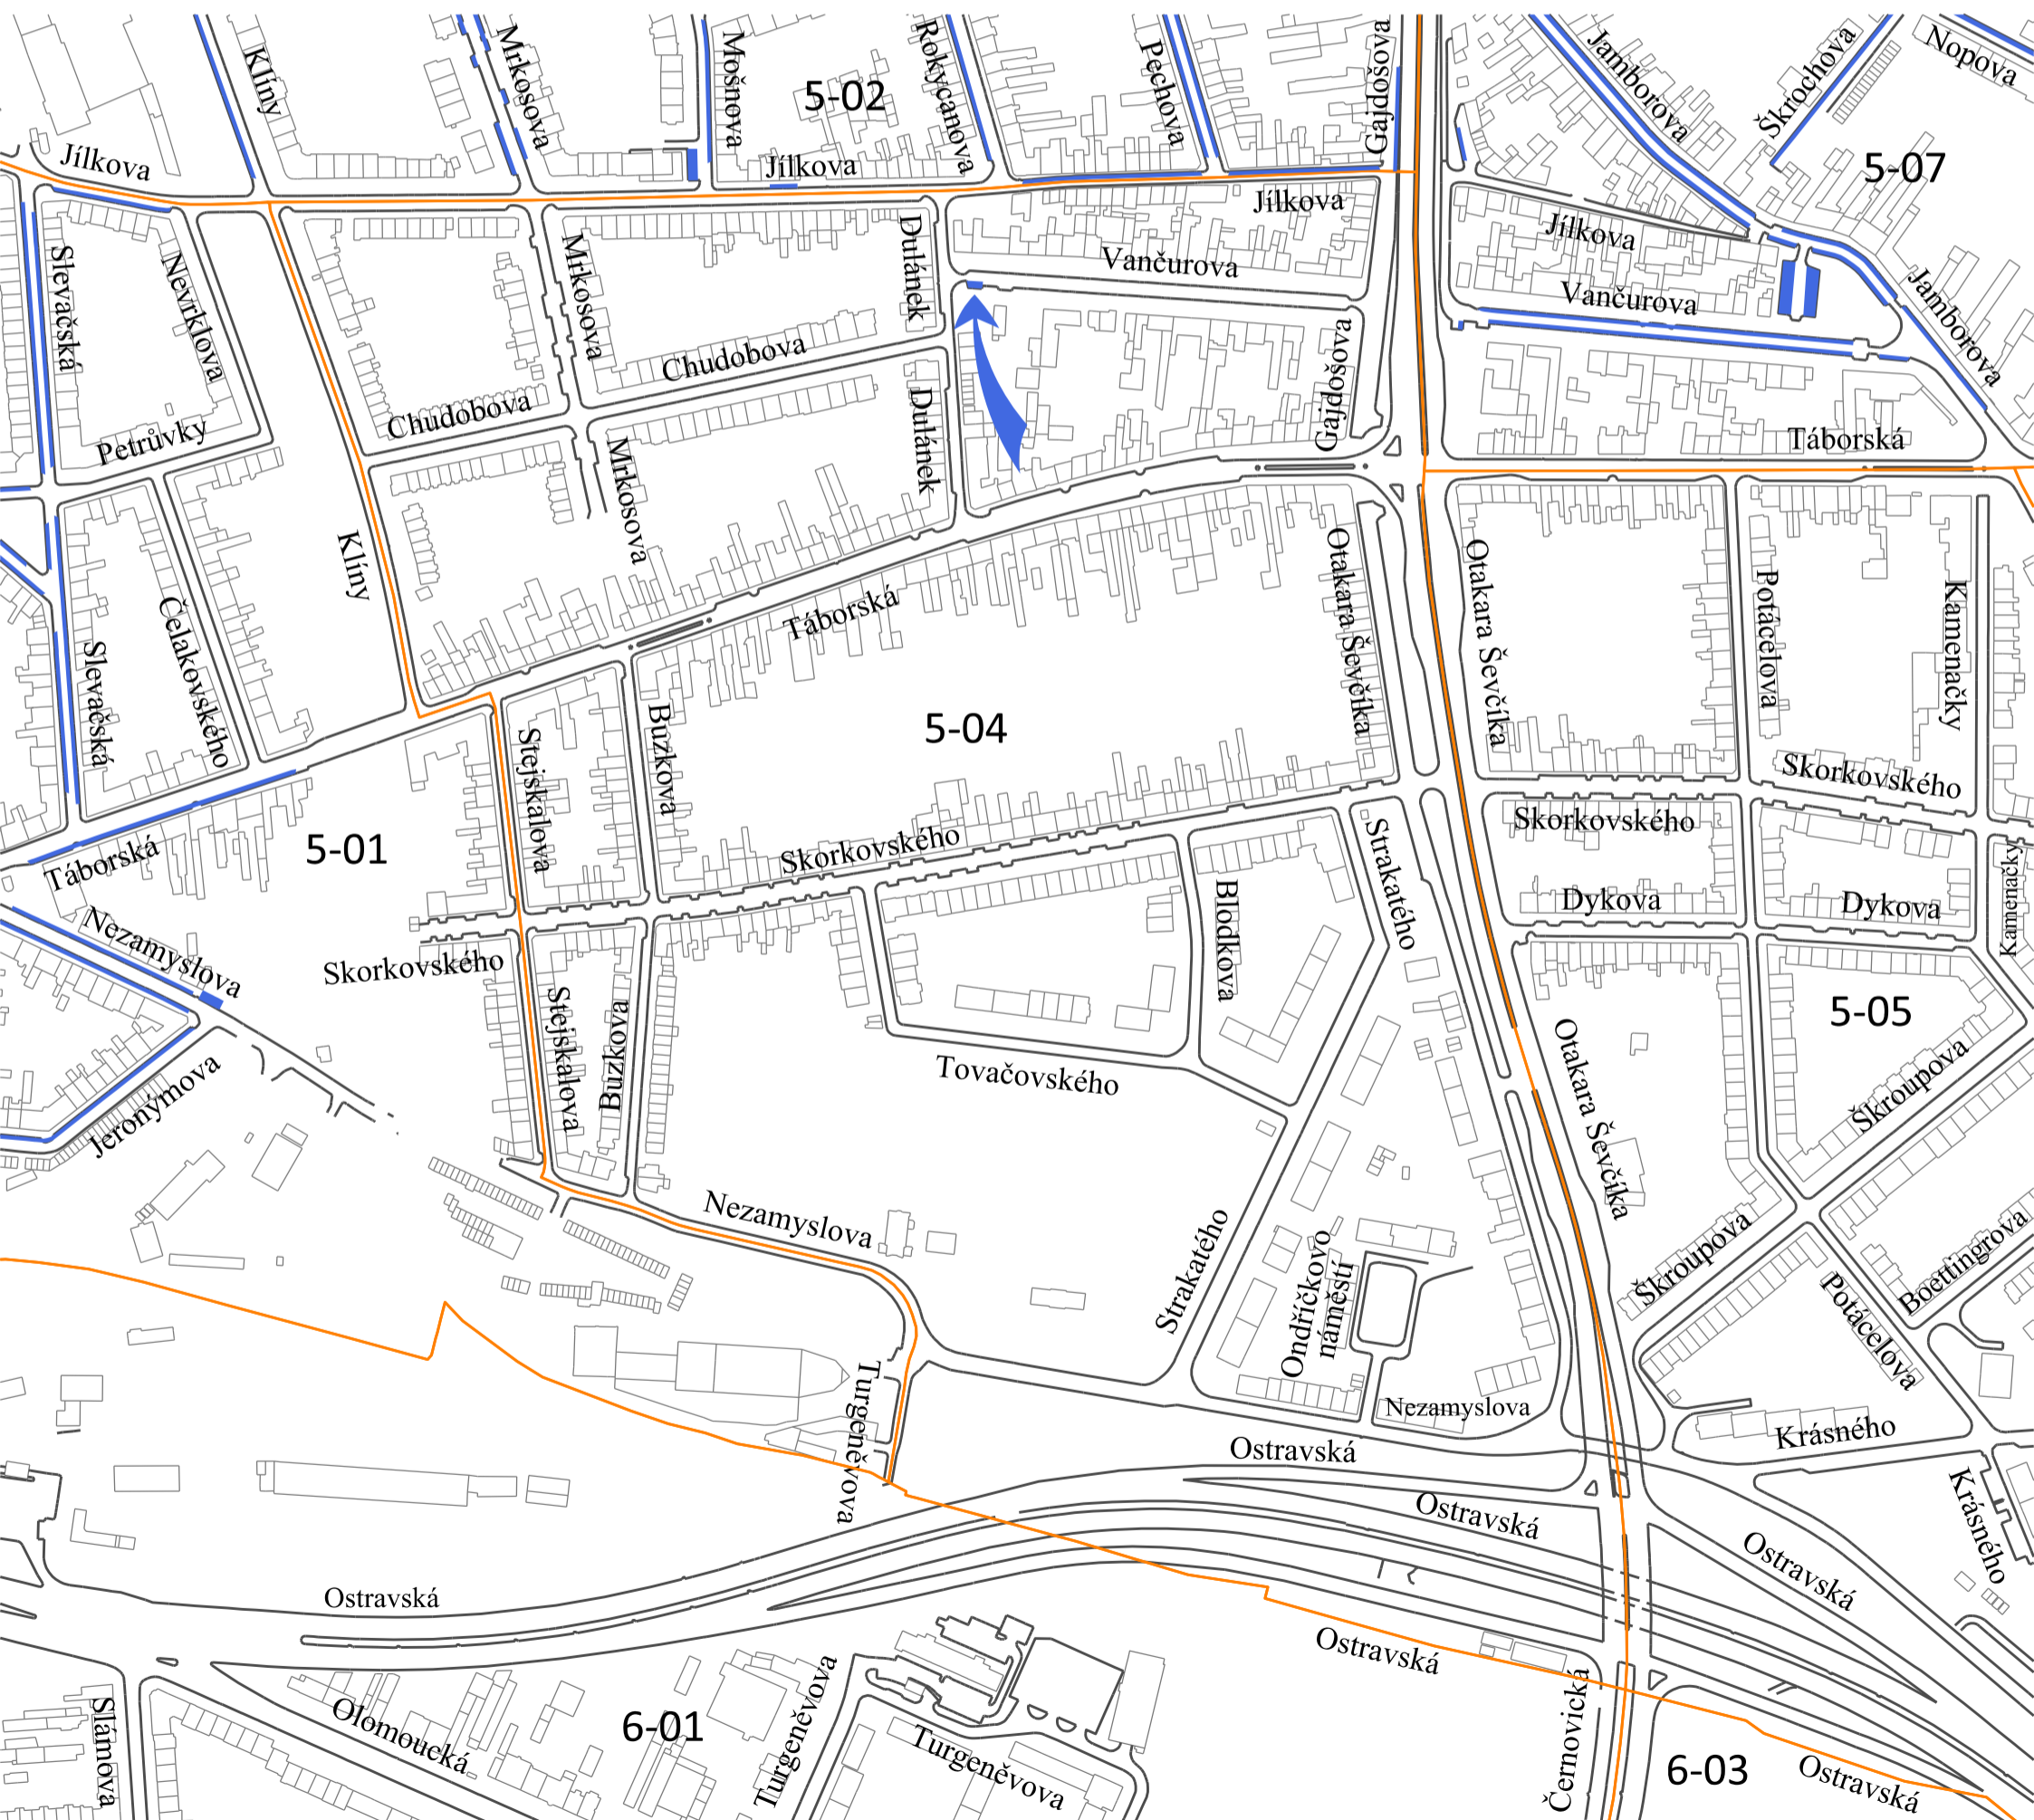 Klíny
Mrkosova
Mošnova
5-02
Rokycanova
Pechova
Gajdošova
Jamborova
Škrochova
Nopova
Jílkova
Jílkova
5-07
Jílkova
Jílkova
Slevačská
Nevrklova
Mrkosova
Dulánek
Vančurova
Vančurova
Jamborova
Chudobova
Gajdošova
Petrůvky
Chudobova
Dulánek
Táborská
Mrkosova
Klíny
Otakara Ševčíka
Otakara Ševčíka
Potácelova
Kamenačky
Čelakovského
Slevačská
Táborská
Buzkova
Stejskalova
5-04
Skorkovského
Skorkovského
Skorkovského
Strakatého
5-01
Táborská
Blodkova
Dykova
Dykova
Kamenačky
Nezamyslova
Skorkovského
Stejskalova
Buzkova
5-05
Jeronýmova
Tovačovského
Otakara Ševčíka
Škroupova
Nezamyslova
Strakatého
Ondříčkovo
náměstí
Škroupova
Potácelova
Boettingrova
Turgeněvova
Nezamyslova
Krásného
Ostravská
Krásného
Ostravská
Ostravská
Ostravská
Ostravská
Slámova
Olomoucká
6-01
Turgeněvova
Turgeněvova
Černovická
6-03
Ostravská